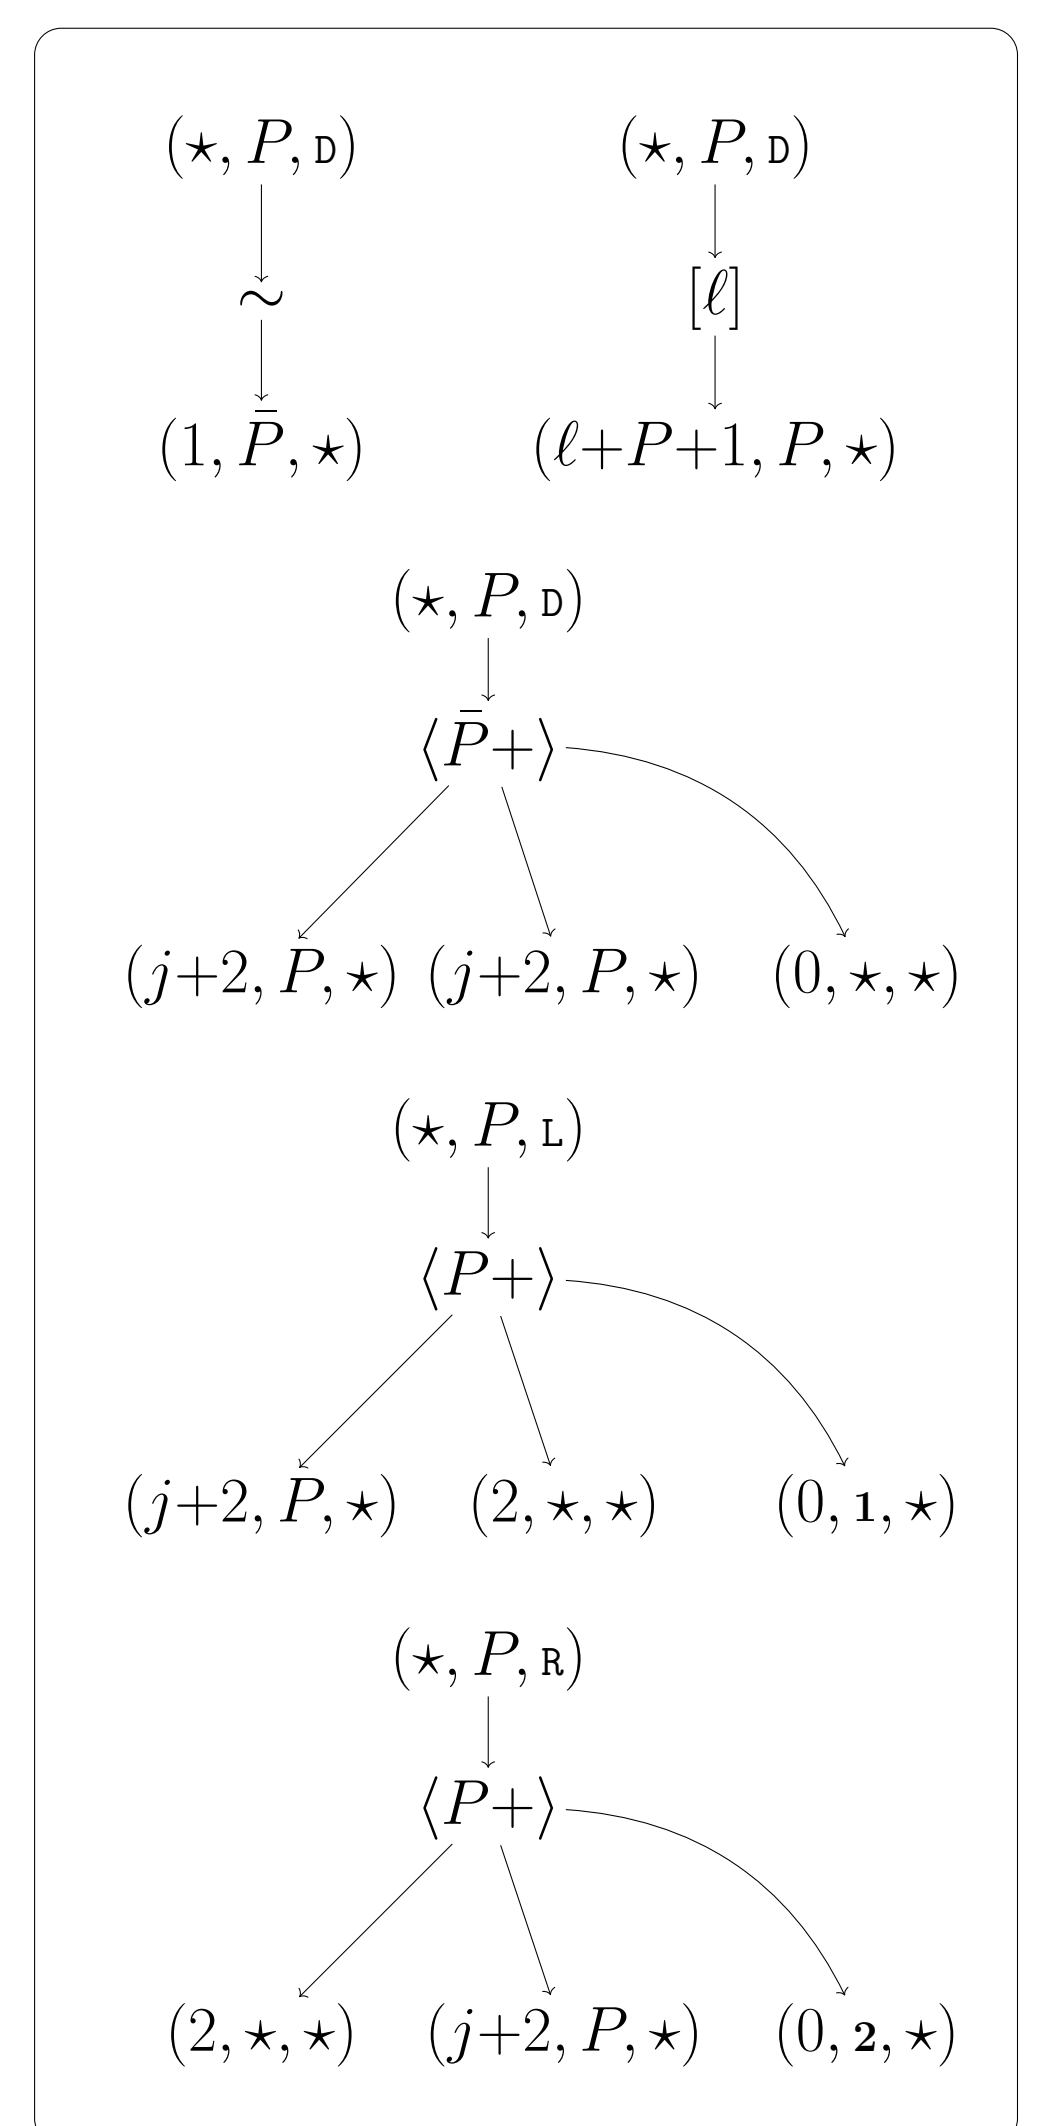 (⋆, P, D) (⋆, P, D)
∼ [ℓ]
(1, P̄, ⋆) (ℓ+P+1, P, ⋆)
(⋆, P, D)
⟨P̄+⟩
(j+2, P, ⋆) (j+2, P, ⋆) (0, ⋆, ⋆)
(⋆, P, L)
⟨P+⟩
(j+2, P, ⋆) (2, ⋆, ⋆) (0, 1, ⋆)
(⋆, P, R)
⟨P+⟩
(2, ⋆, ⋆) (j+2, P, ⋆) (0, 2, ⋆)